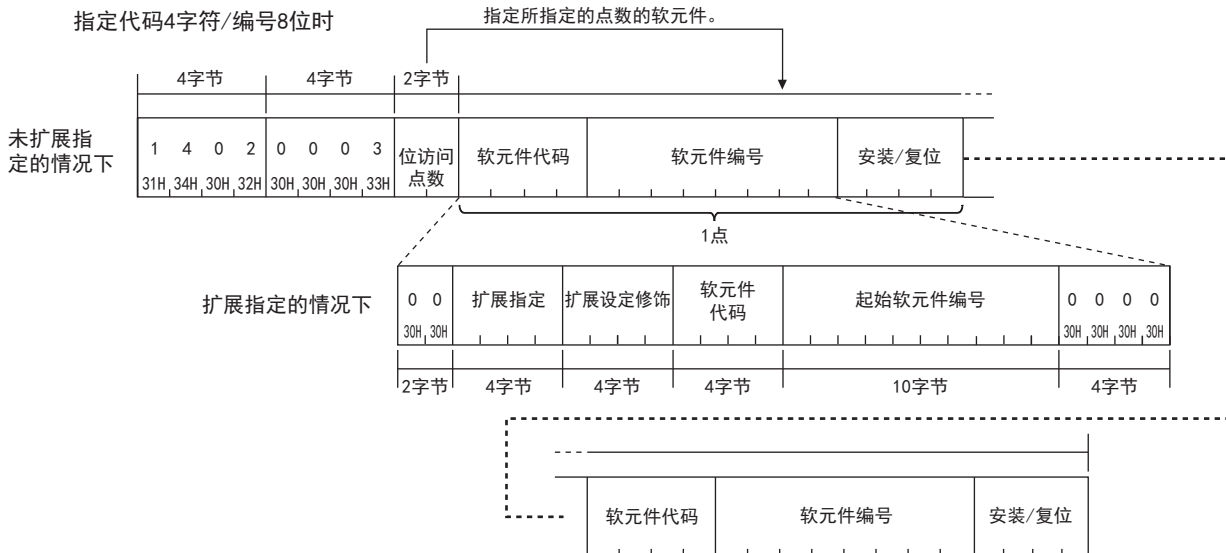 指定代码4字符/编号8位时
指定所指定的点数的软元件。
4字节 4字节 2字节
未扩展指定的情况下
1 4 0 2 0 0 0 3
31H 34H 30H 32H 30H 30H 30H 33H
位访问点数
软元件代码 软元件编号 安装/复位
1点
扩展指定的情况下
0 0
30H 30H
扩展指定 扩展设定修饰 软元件代码 起始软元件编号
0 0 0 0
30H 30H 30H 30H
2字节 4字节 4字节 4字节 10字节 4字节
软元件代码 软元件编号 安装/复位